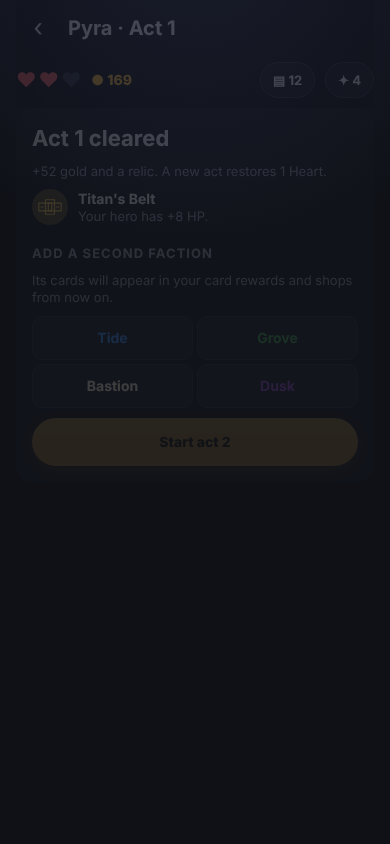 Pyra · Act 1
169
12
4
Act 1 cleared
+52 gold and a relic. A new act restores 1 Heart.
Titan's Belt
Your hero has +8 HP.
ADD A SECOND FACTION
Its cards will appear in your card rewards and shops
from now on.
Tide
Grove
Bastion
Dusk
Start act 2